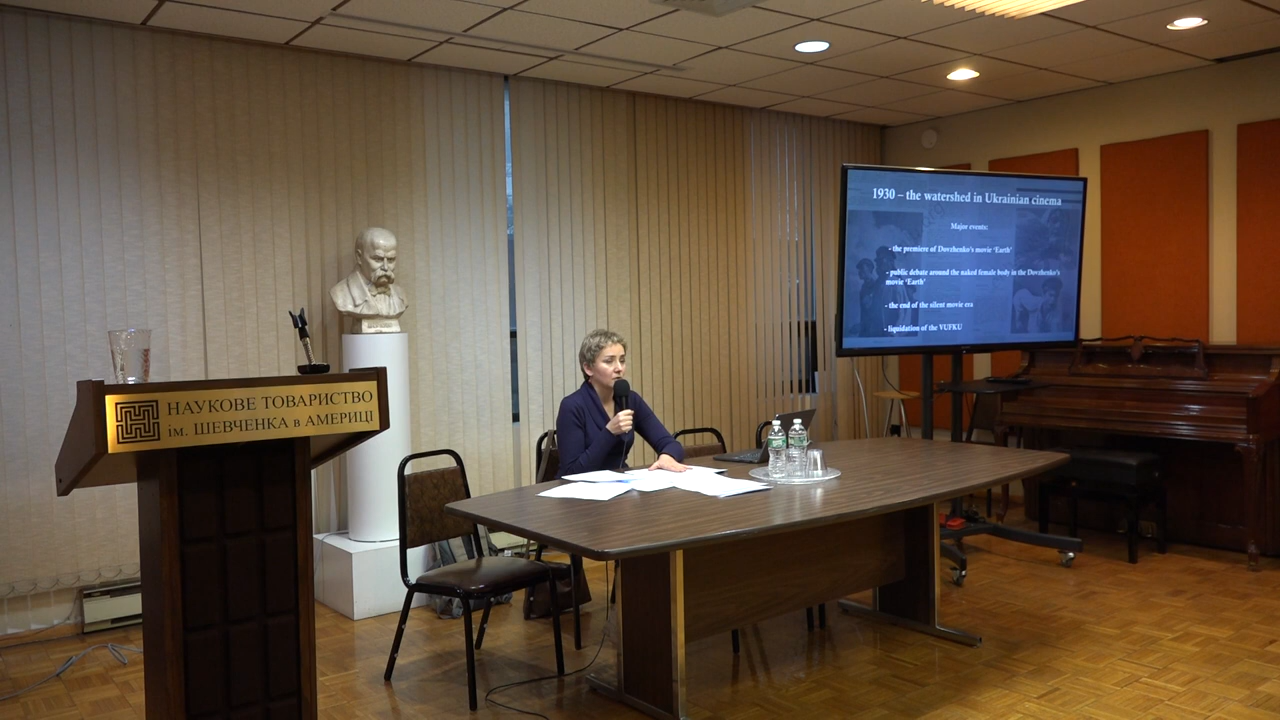 НАУКОВЕ ТОВАРИСТВО
ім. ШЕВЧЕНКА в АМЕРИЦІ
1930 – the watershed in Ukrainian cinema
Major events:
- the premiere of Dovzhenko's movie 'Earth'
- public debate around the naked female body in the Dovzhenko's
movie 'Earth'
- the end of the silent movie era
- liquidation of the VUFKU